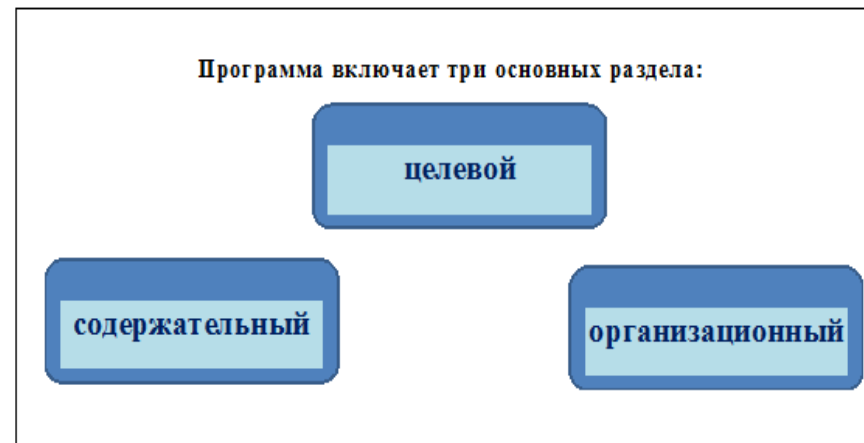 Программа включает три основных раздела:
целевой
содержательный
организационный